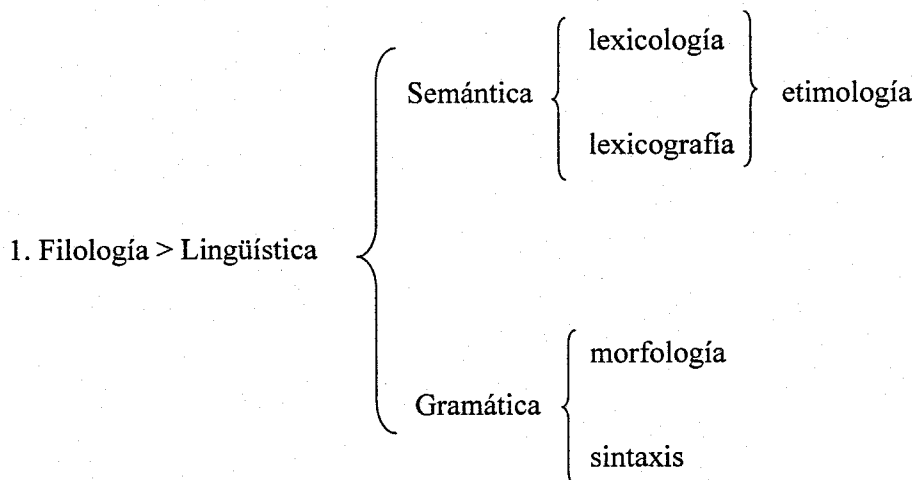 lexicología
Semántica etimología
lexicografía
1. Filología > Lingüística
morfología
Gramática
sintaxis